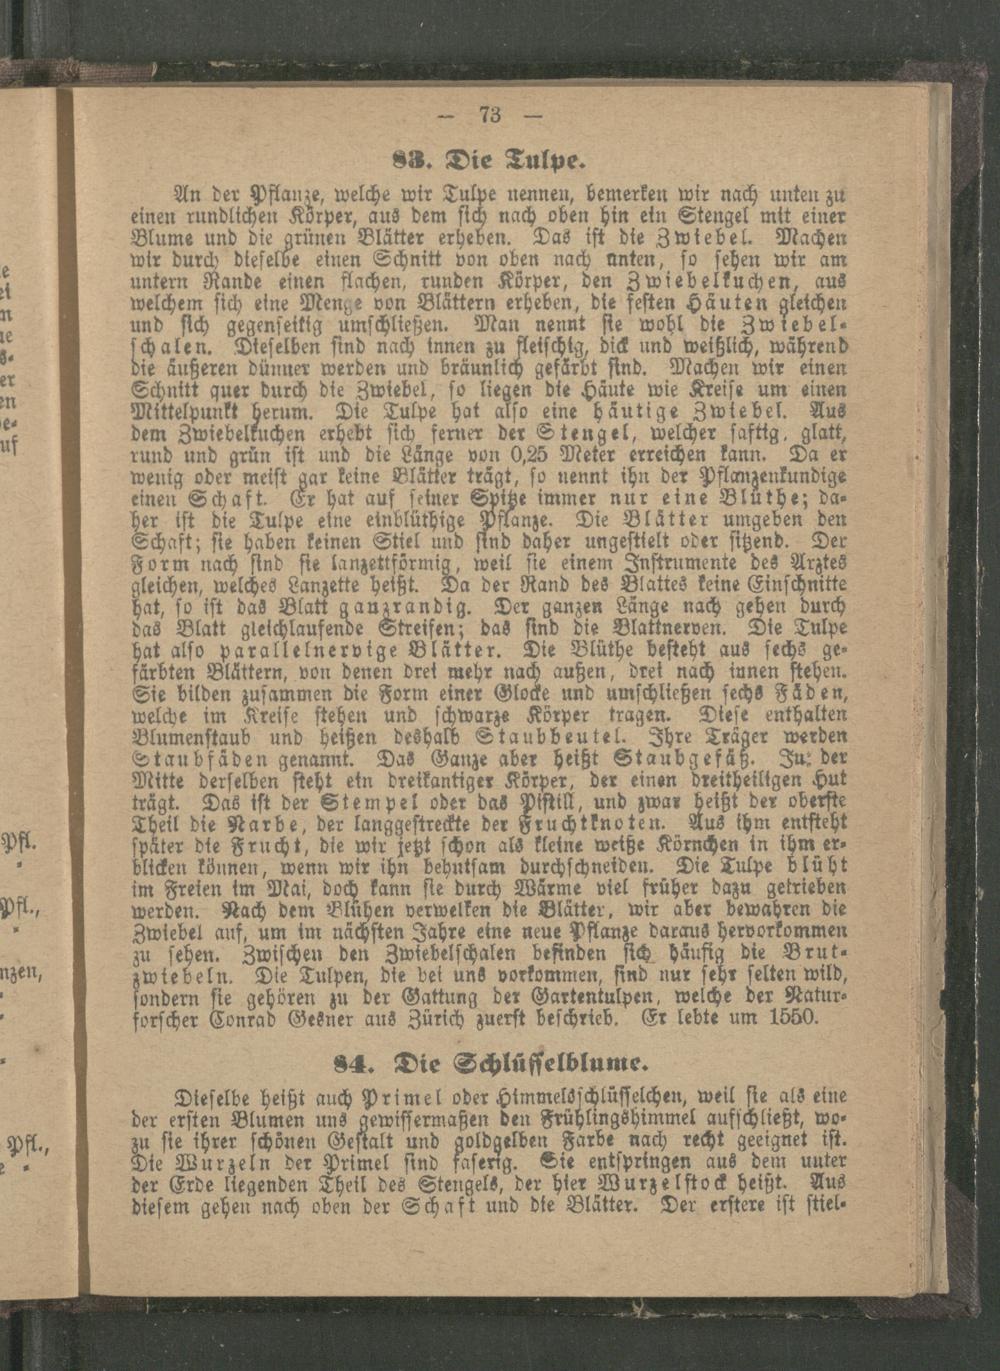 — 73 —
83. Die Tulpe.
An der Pflanze, welche wir Tulpe nennen, bemerken wir nach unten zu
einen rundlichen Körper, aus dem sich nach oben hin ein Stengel mit einer
Blume und die grünen Blätter erheben. Das ist die Zwiebel. Machen
wir durch dieselbe einen Schnitt von oben nach unten, so sehen wir am
untern Rande einen flachen, runden Körper, den Zwiebelkuchen, aus
welchem sich eine Menge von Blättern erheben, die festen Häuten gleichen
und sich gegenseitig umschließen. Man nennt sie wohl die Zwiebel-
schalen. Dieselben sind nach innen zu fleischig, dick und weißlich, während
die äußeren dünner werden und bräunlich gefärbt sind. Machen wir einen
Schnitt quer durch die Zwiebel, so liegen die Häute wie Kreise um einen
Mittelpunkt herum. Die Tulpe hat also eine häutige Zwiebel. Aus
dem Zwiebelkuchen erhebt sich ferner der Stengel, welcher saftig, glatt,
rund und grün ist und die Länge von 0,25 Meter erreichen kann. Da er
wenig oder meist gar keine Blätter trägt, so nennt ihn der Pflanzenkundige
einen Schaft. Er hat auf seiner Spitze immer nur eine Blüthe; da-
her ist die Tulpe eine einblüthige Pflanze. Die Blätter umgeben den
Schaft; sie haben keinen Stiel und sind daher ungestielt oder sitzend. Der
Form nach sind sie lanzettförmig, weil sie einem Instrumente des Arztes
gleichen, welches Lanzette heißt. Da der Rand des Blattes keine Einschnitte
hat, so ist das Blatt ganzrandig. Der ganzen Länge nach gehen durch
das Blatt gleichlaufende Streifen; das sind die Blattnerven. Die Tulpe
hat also parallelnervige Blätter. Die Blüthe besteht aus sechs ge-
färbten Blättern, von denen drei mehr nach außen, drei nach innen stehen.
Sie bilden zusammen die Form einer Glocke und umschließen sechs Fäden,
welche im Kreise stehen und schwarze Körper tragen. Diese enthalten
Blumenstaub und heißen deshalb Staubbeutel. Ihre Träger werden
Staubfäden genannt. Das Ganze aber heißt Staubgefäß. In der
Mitte derselben steht ein dreikantiger Körper, der einen dreitheiligen Hut
trägt. Das ist der Stempel oder das Pistill, und zwar heißt der oberste
Theil die Narbe, der langgestreckte der Fruchtknoten. Aus ihm entsteht
später die Frucht, die wir jetzt schon als kleine weiße Körnchen in ihm er-
blicken können, wenn wir ihn behutsam durchschneiden. Die Tulpe blüht
im Freien im Mai, doch kann sie durch Wärme viel früher dazu getrieben
werden. Nach dem Blühen verwelken die Blätter, wir aber bewahren die
Zwiebel auf, um im nächsten Jahre eine neue Pflanze daraus hervorkommen
zu sehen. Zwischen den Zwiebelschalen befinden sich häufig die Brut-
zwiebeln. Die Tulpen, die bei uns vorkommen, sind nur sehr selten wild,
sondern sie gehören zu der Gattung der Gartentulpen, welche der Natur-
forscher Conrad Gesner aus Zürich zuerst beschrieb. Er lebte um 1550.
84. Die Schlüsselblume.
Dieselbe heißt auch Primel oder Himmelsschlüsselchen, weil sie als eine
der ersten Blumen uns gewissermaßen den Frühlingshimmel aufschließt, wo-
zu sie ihrer schönen Gestalt und goldgelben Farbe nach recht geeignet ist.
Die Wurzeln der Primel sind faserig. Sie entspringen aus dem unter
der Erde liegenden Theil des Stengels, der hier Wurzelstock heißt. Aus
diesem gehen nach oben der Schaft und die Blätter. Der erstere ist stiel-